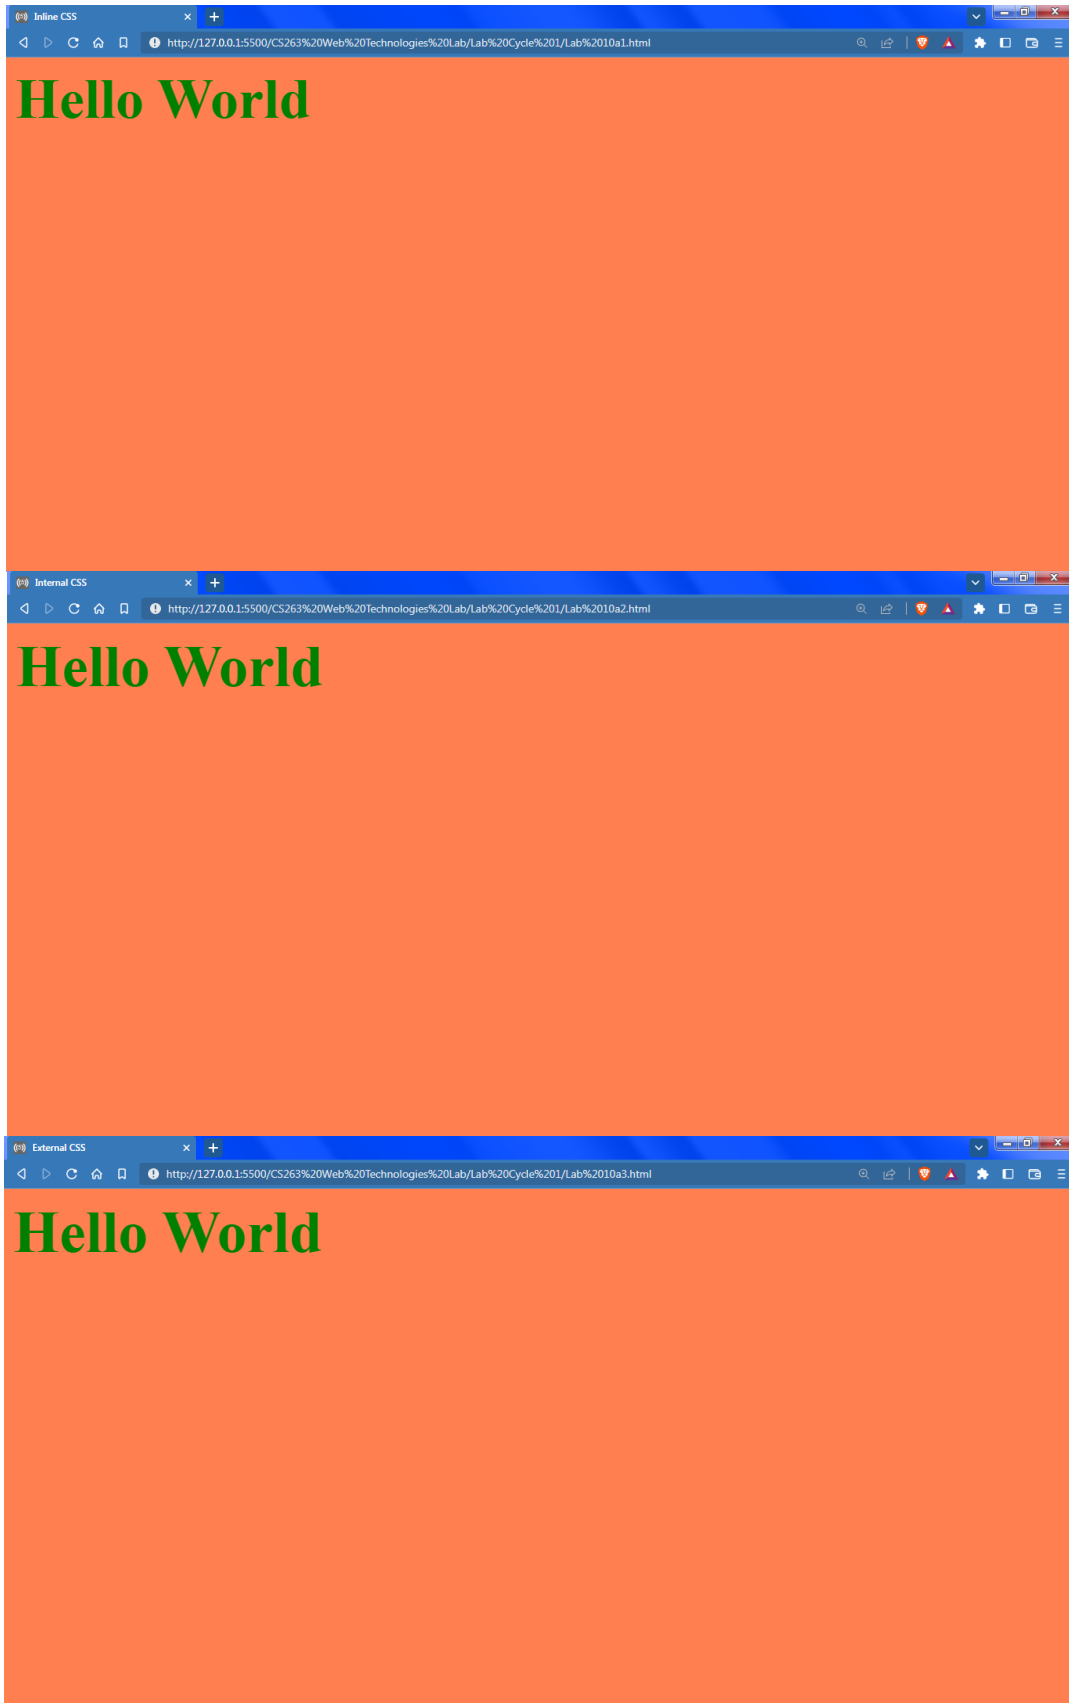 Inline CSS
http://127.0.0.1:5500/CS263%20Web%20Technologies%20Lab/Lab%20Cycle%201/Lab%2010a1.html
Hello World
Internal CSS
http://127.0.0.1:5500/CS263%20Web%20Technologies%20Lab/Lab%20Cycle%201/Lab%2010a2.html
Hello World
External CSS
http://127.0.0.1:5500/CS263%20Web%20Technologies%20Lab/Lab%20Cycle%201/Lab%2010a3.html
Hello World